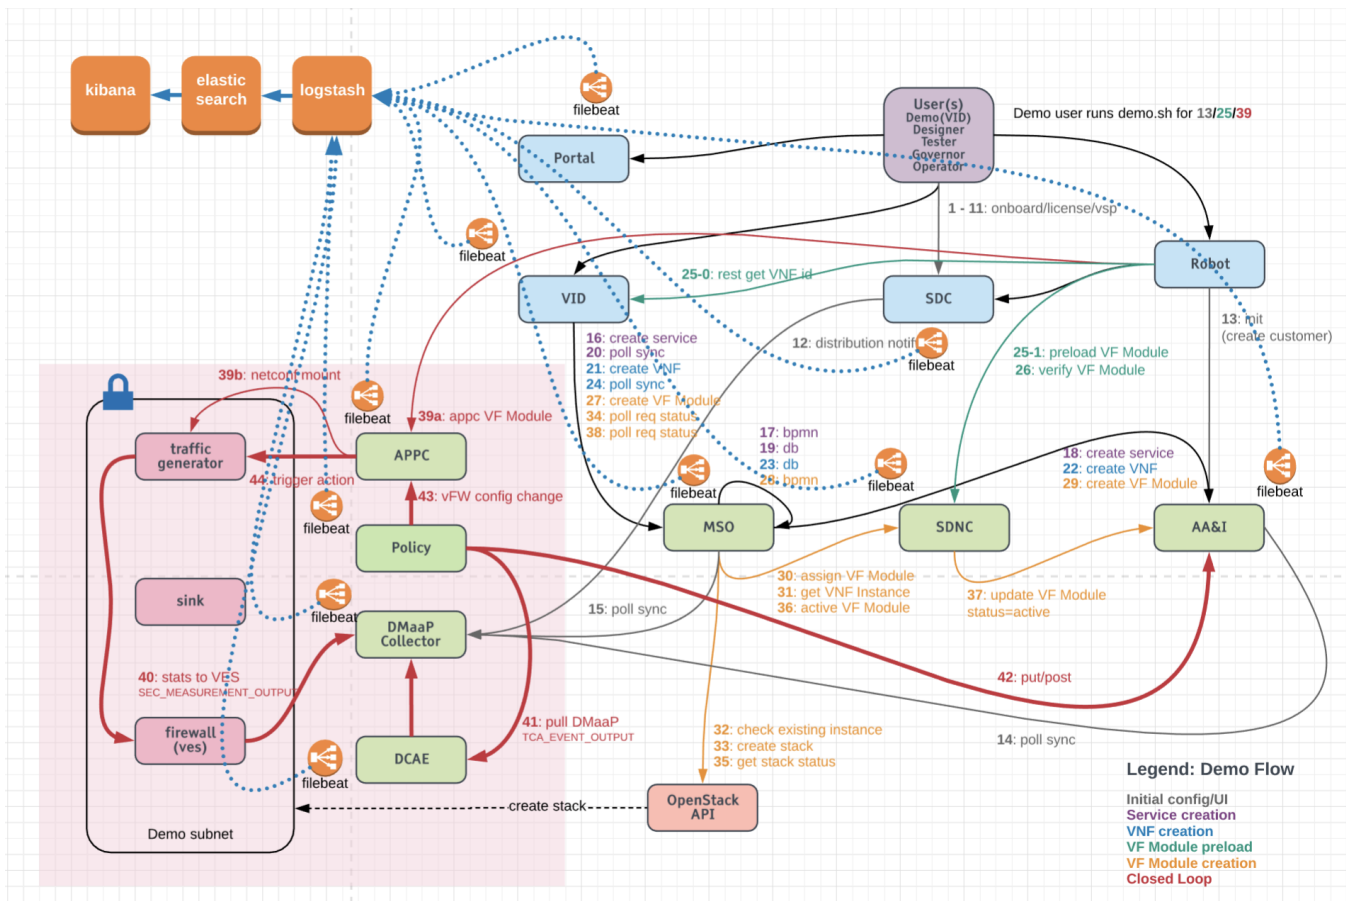 kibana
elastic
search
logstash
filebeat
User(s)
Demo(VID)
Designer
Tester
Governor
Operator
Demo user runs demo.sh for 13/25/39
Portal
1 - 11: onboard/license/vsp
filebeat
Robot
25-0: rest get VNF id
VID
SDC
13: init
(create customer)
16: create service
20: poll sync
21: create VNF
24: poll sync
27: create VF Module
34: poll req status
38: poll req status
12: distribution notif
filebeat
25-1: preload VF Module
26: verify VF Module
39b: netconf mount
filebeat
39a: appc VF Module
traffic
generator
APPC
44: trigger action
43: vFW config change
filebeat
17: bpmn
19: db
23: db
28: bpmn
filebeat
filebeat
18: create service
22: create VNF
29: create VF Module
filebeat
MSO
SDNC
AA&I
Policy
30: assign VF Module
31: get VNF Instance
36: active VF Module
37: update VF Module
status=active
sink
filebeat
15: poll sync
DMaaP
Collector
40: stats to VES
SEC_MEASUREMENT_OUTPUT
42: put/post
firewall
(ves)
41: pull DMaaP
TCA_EVENT_OUTPUT
DCAE
filebeat
32: check existing instance
33: create stack
35: get stack status
14: poll sync
OpenStack
API
create stack
Demo subnet
Legend: Demo Flow
Initial config/UI
Service creation
VNF creation
VF Module preload
VF Module creation
Closed Loop